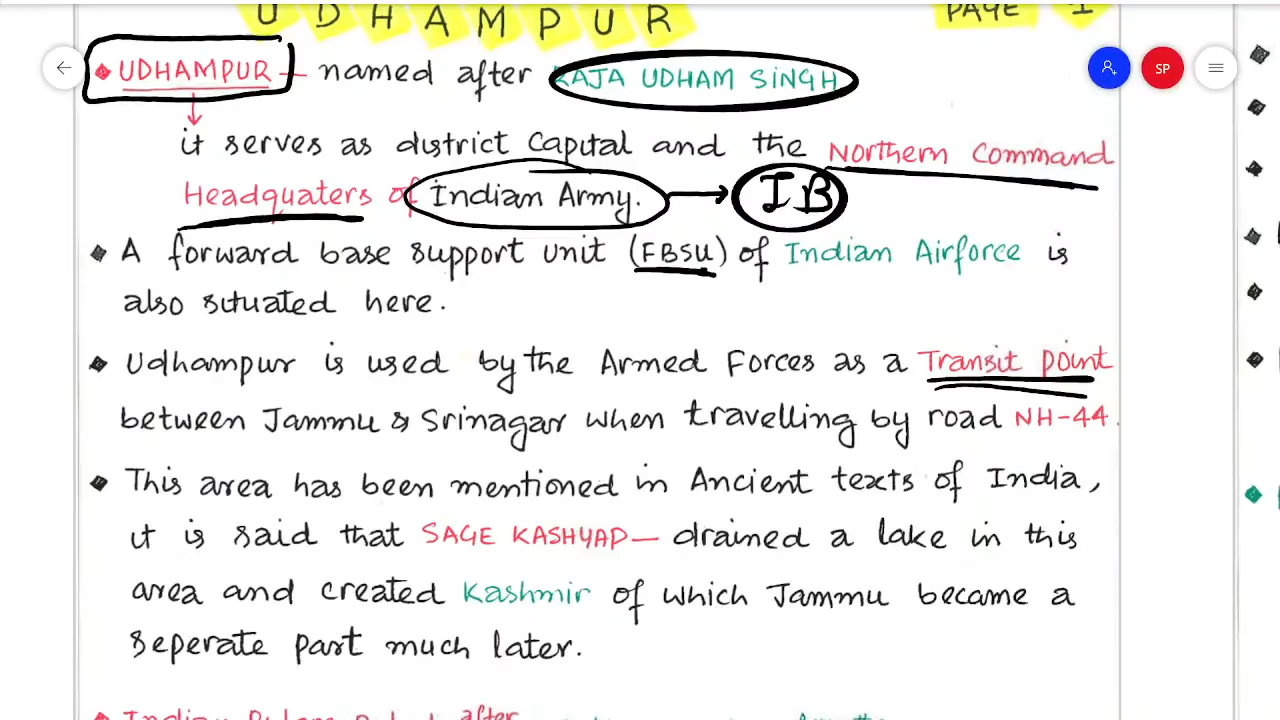 UDHAMPUR
PAGE 1
UDHAMPUR — named after RAJA UDHAM SINGH
SP
it serves as district Capital and the Northern Command
Headquaters of Indian Army. → IB
A forward base support unit (FBSU) of Indian Airforce is
also situated here.
Udhampur is used by the Armed Forces as a Transit point
between Jammu & Srinagar when travelling by road NH-44.
This area has been mentioned in Ancient texts of India,
it is said that SAGE KASHYAP — drained a lake in this
area and created Kashmir of which Jammu became a
seperate part much later.
after